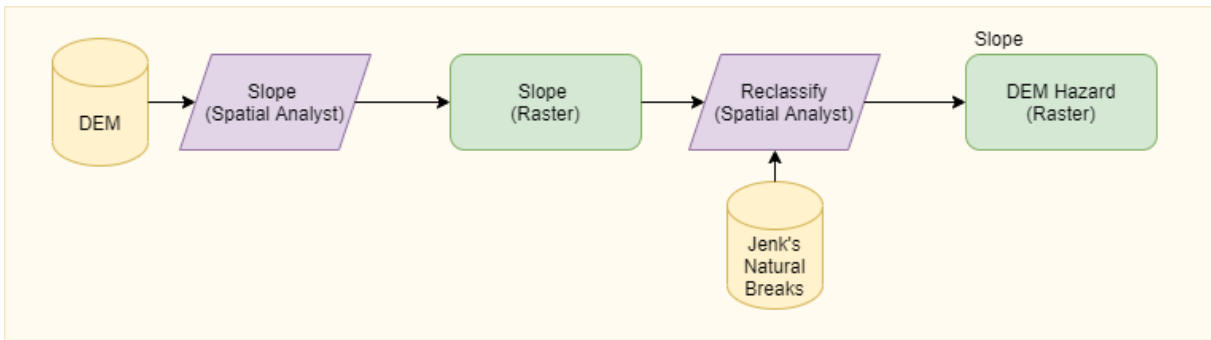 DEM
Slope
(Spatial Analyst)
Slope
(Raster)
Reclassify
(Spatial Analyst)
Slope
DEM Hazard
(Raster)
Jenk's
Natural
Breaks